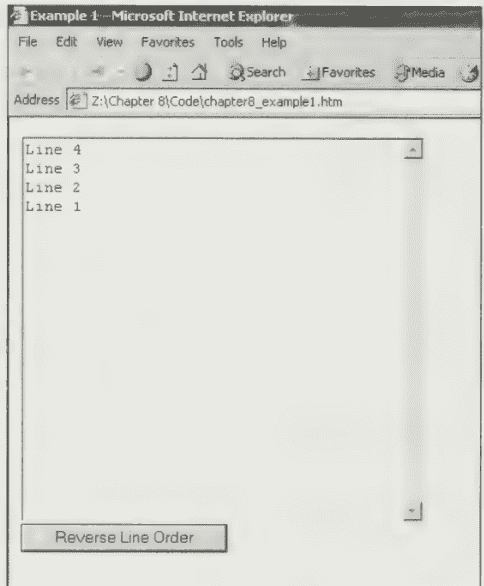 Example 1 - Microsoft Internet Explorer
File Edit View Favorites Tools Help
Search Favorites Media
Address Z:\Chapter 8\Code\chapter8_example1.htm
Line 4
Line 3
Line 2
Line 1
Reverse Line Order